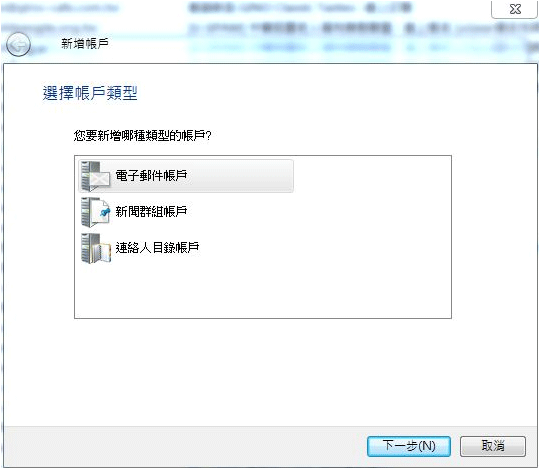 新增帳戶
選擇帳戶類型
您要新增哪種類型的帳戶?
電子郵件帳戶
新聞群組帳戶
連絡人目錄帳戶
下一步(N)
取消